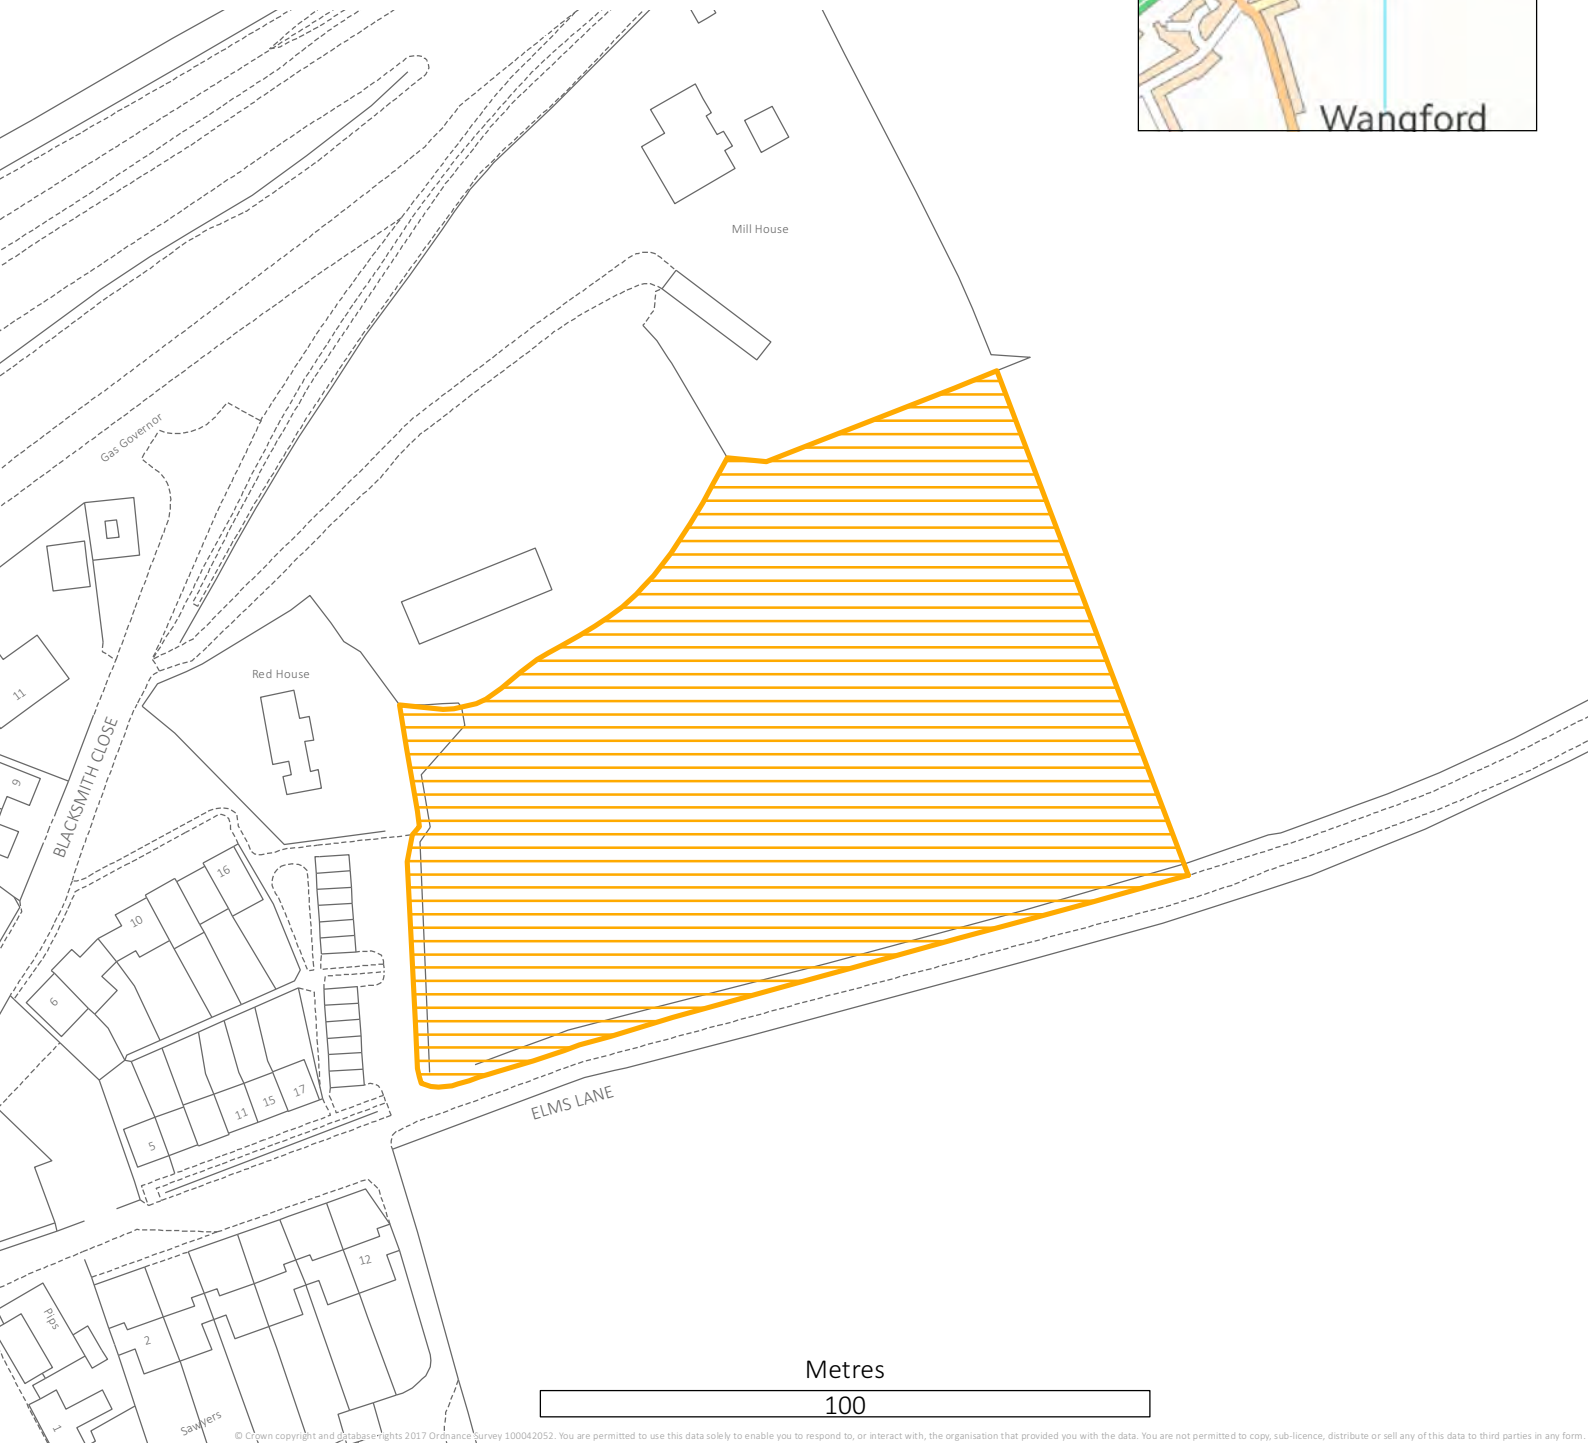 Wangford
Mill House
Gas Governor
Red House
11
9
BLACKSMITH CLOSE
16
10
6
17
15
11
5
ELMS LANE
12
2
Pips
1
Sawyers
Metres
100
© Crown copyright and database rights 2017 Ordnance Survey 100042052. You are permitted to use this data solely to enable you to respond to, or interact with, the organisation that provided you with the data. You are not permitted to copy, sub-licence, distribute or sell any of this data to third parties in any form.